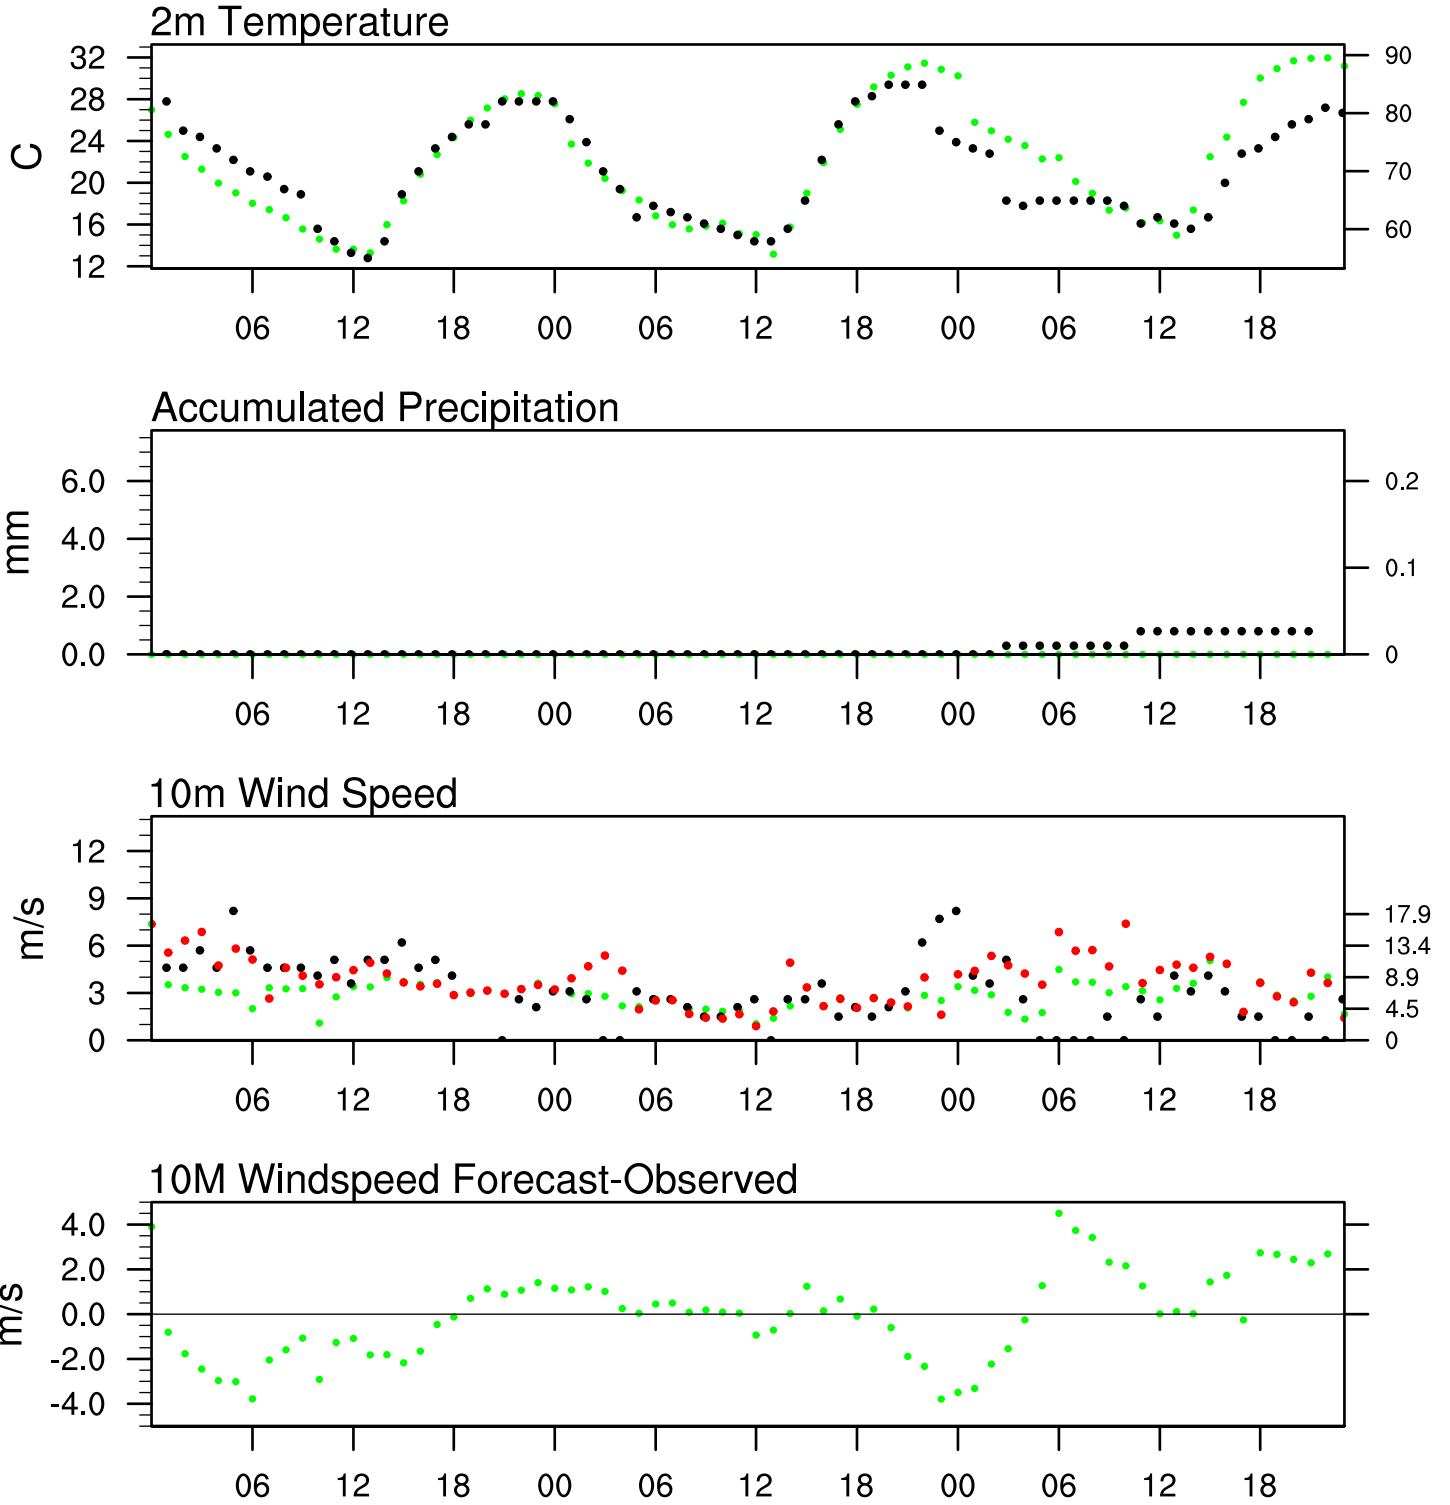 2m Temperature
32
90
28
80
24
C
20
70
16
60
12
06 12 18 00 06 12 18 00 06 12 18
Accumulated Precipitation
6.0
0.2
4.0
mm
0.1
2.0
0.0
0
06 12 18 00 06 12 18 00 06 12 18
10m Wind Speed
12
9
17.9
m/s
6
13.4
8.9
3
4.5
0
0
06 12 18 00 06 12 18 00 06 12 18
10M Windspeed Forecast-Observed
4.0
2.0
m/s
0.0
-2.0
-4.0
06 12 18 00 06 12 18 00 06 12 18